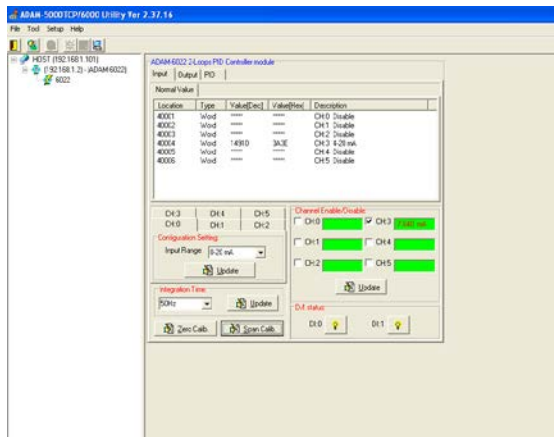 ADAM-5000TCP/6000 Utility Ver 2.37.16
File Tool Setup Help
HOST (192.168.1.101)
(192.168.1.2) - (ADAM-6022)
6022
ADAM-6022 2-Loops PID Controller module
Input Output PID
Normal Value
Location Type Value[Dec] Value[Hex] Description
40001 Word ***** ***** CH:0 Disable
40002 Word ***** ***** CH:1 Disable
40003 Word ***** ***** CH:2 Disable
40004 Word 14910 3A3E CH:3 4-20 mA
40005 Word ***** ***** CH:4 Disable
40006 Word ***** ***** CH:5 Disable
CH:3 CH:4 CH:5
CH:0 CH:1 CH:2
Configuration Setting
Input Range: 0-20 mA
Update
Integration Time
50Hz Update
Zero Calib. Span Calib.
Channel Enable/Disable
CH:0 CH:3
CH:1 CH:4
CH:2 CH:5
Update
D/I status:
DI:0 DI:1